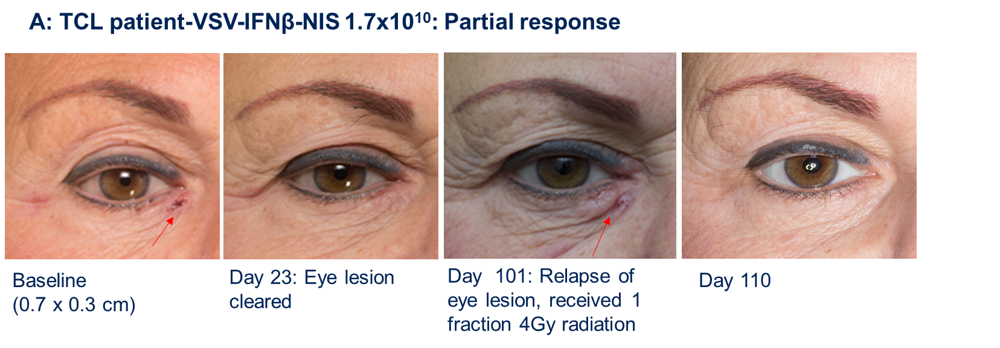 A: TCL patient-VSV-IFNβ-NIS 1.7x10¹⁰: Partial response
Baseline
(0.7 x 0.3 cm)
Day 23: Eye lesion
cleared
Day 101: Relapse of
eye lesion, received 1
fraction 4Gy radiation
Day 110